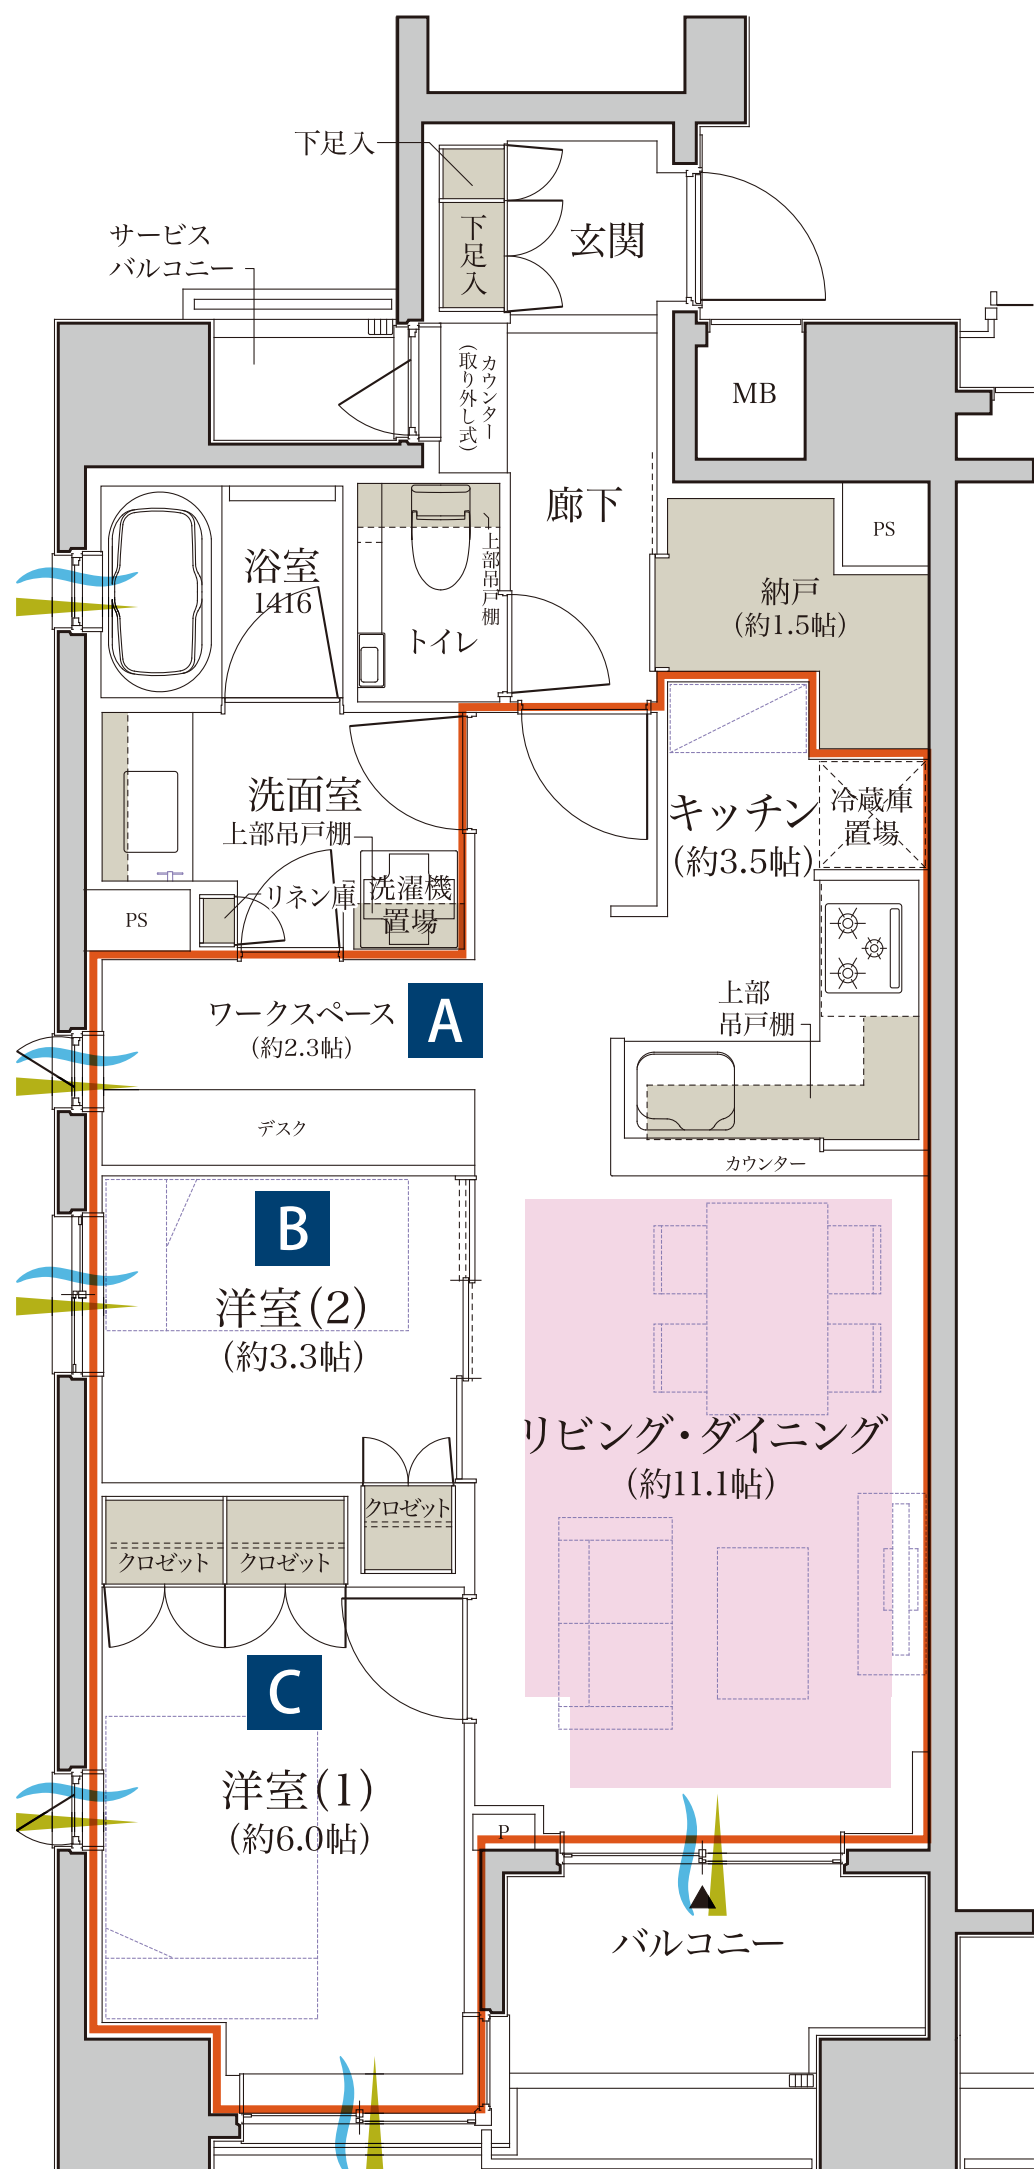 下足入
下足入
玄関
サービス
バルコニー
カウンター
(取り外し式)
MB
廊下
PS
浴室
1416
上部吊戸棚
トイレ
納戸
(約1.5帖)
洗面室
上部吊戸棚
キッチン
(約3.5帖)
冷蔵庫
置場
リネン庫
洗濯機
置場
PS
ワークスペース
(約2.3帖)
A
上部
吊戸棚
デスク
カウンター
B
洋室(2)
(約3.3帖)
リビング・ダイニング
(約11.1帖)
クロゼット
クロゼット
クロゼット
C
洋室(1)
(約6.0帖)
P
バルコニー